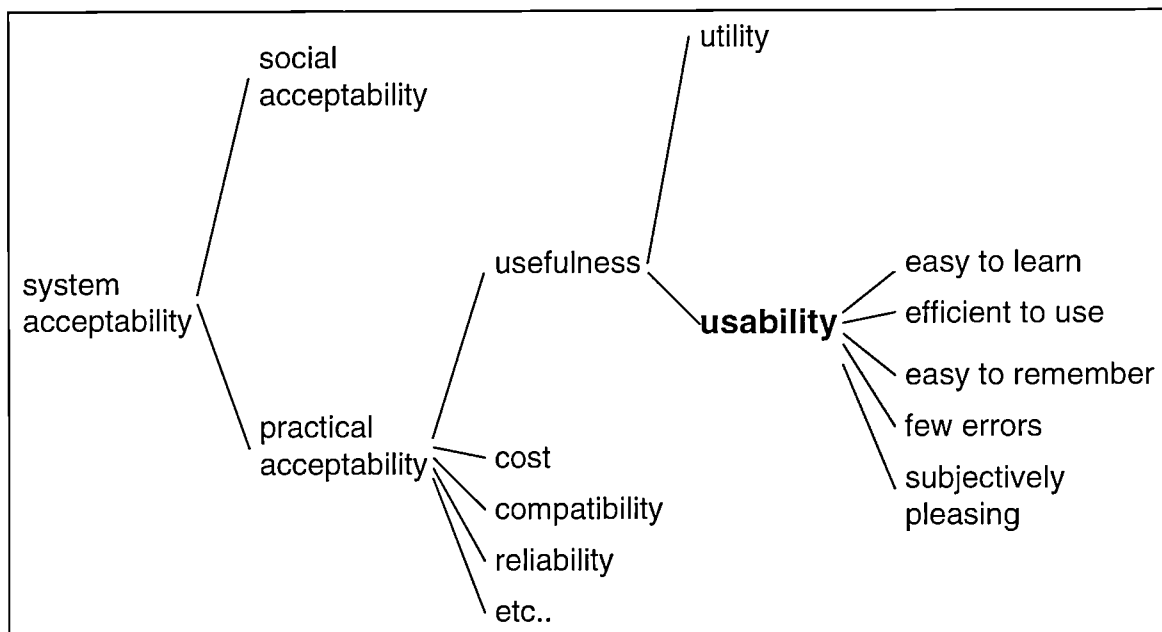 social
acceptability
system
acceptability
practical
acceptability
usefulness
cost
compatibility
reliability
etc..
utility
usability
easy to learn
efficient to use
easy to remember
few errors
subjectively
pleasing